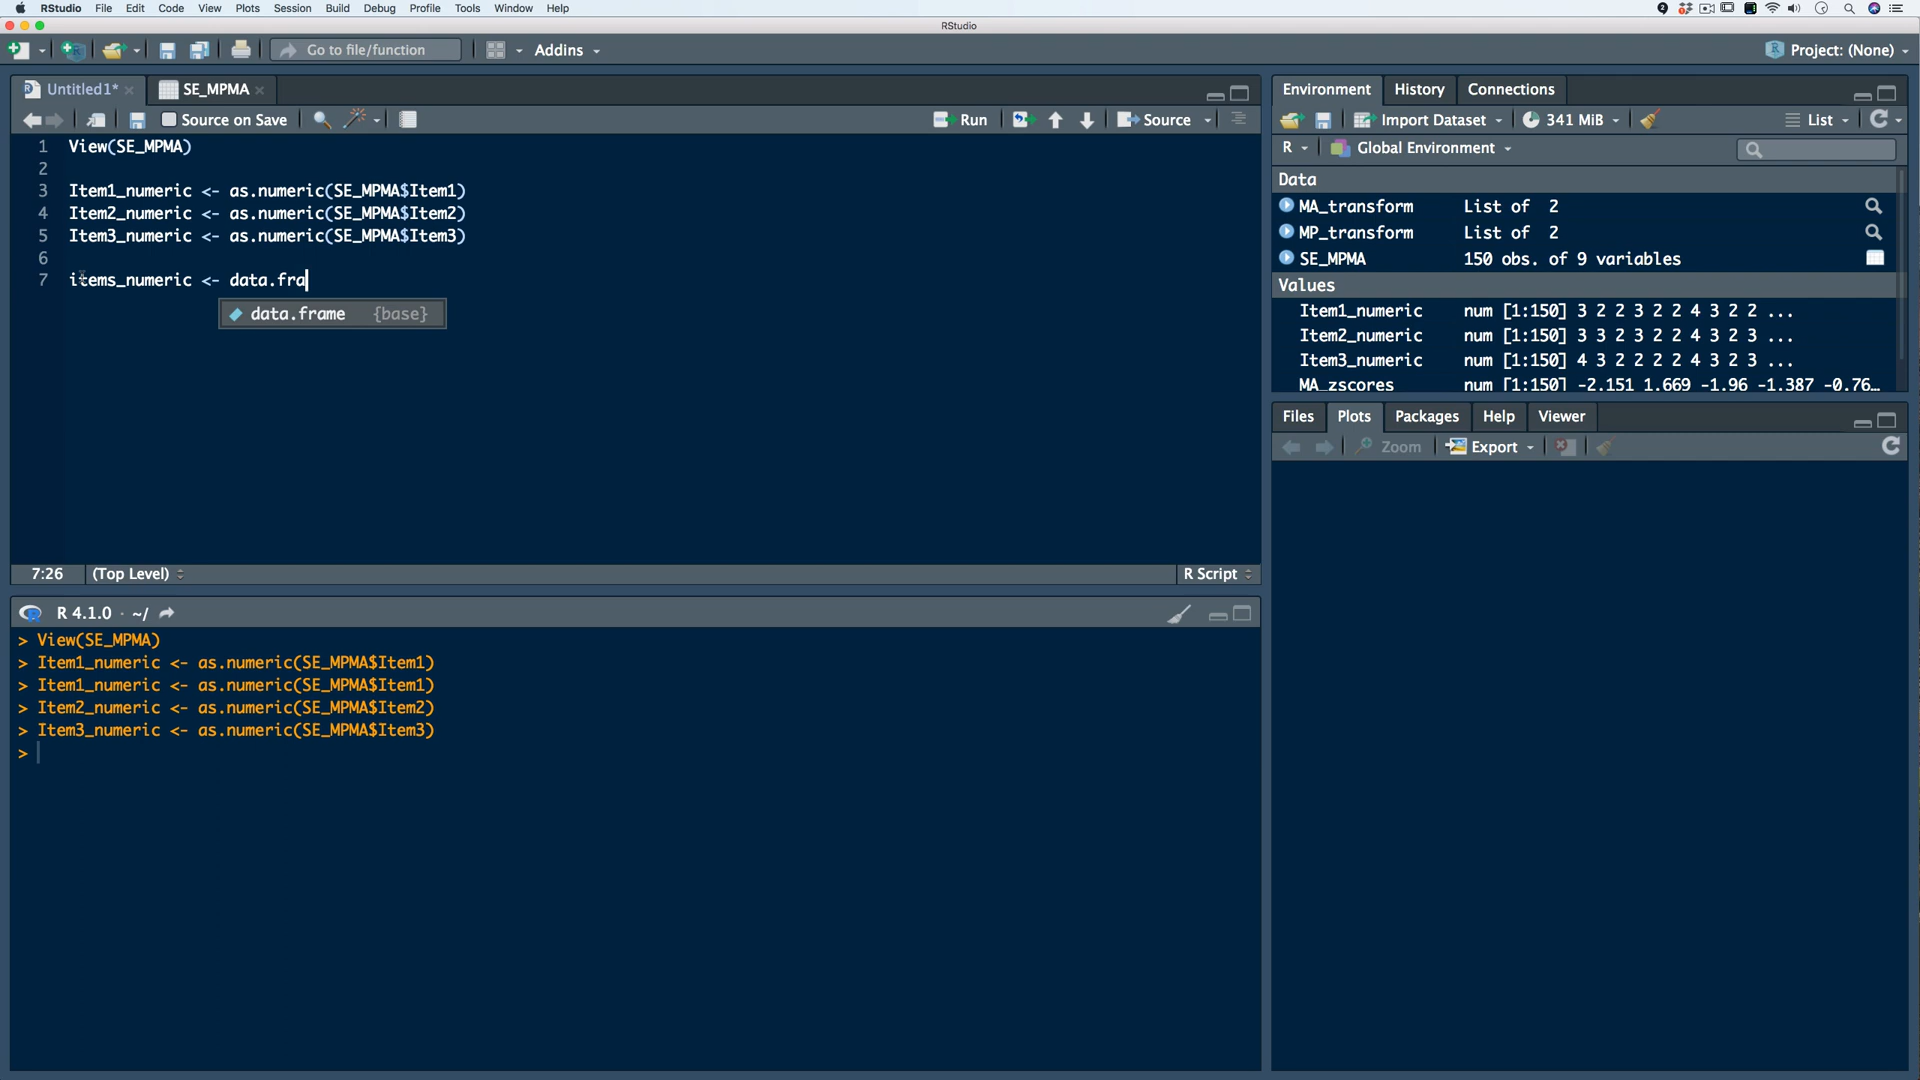 RStudio File Edit Code View Plots Session Build Debug Profile Tools Window Help
RStudio
Go to file/function Addins Project: (None)
Untitled1* SE_MPMA
Source on Save Run Source
1 View(SE_MPMA)
2
3 Item1_numeric <- as.numeric(SE_MPMA$Item1)
4 Item2_numeric <- as.numeric(SE_MPMA$Item2)
5 Item3_numeric <- as.numeric(SE_MPMA$Item3)
6
7 items_numeric <- data.fra
data.frame {base}
7:26 (Top Level) R Script
R 4.1.0 · ~/
> View(SE_MPMA)
> Item1_numeric <- as.numeric(SE_MPMA$Item1)
> Item1_numeric <- as.numeric(SE_MPMA$Item1)
> Item2_numeric <- as.numeric(SE_MPMA$Item2)
> Item3_numeric <- as.numeric(SE_MPMA$Item3)
>
Environment History Connections
Import Dataset 341 MiB List
R Global Environment
Data
MA_transform List of 2
MP_transform List of 2
SE_MPMA 150 obs. of 9 variables
Values
Item1_numeric num [1:150] 3 2 2 3 2 2 4 3 2 2 ...
Item2_numeric num [1:150] 3 3 2 3 2 2 4 3 2 3 ...
Item3_numeric num [1:150] 4 3 2 2 2 2 4 3 2 3 ...
MA_zscores num [1:150] -2.151 1.669 -1.96 -1.387 -0.76…
Files Plots Packages Help Viewer
Zoom Export